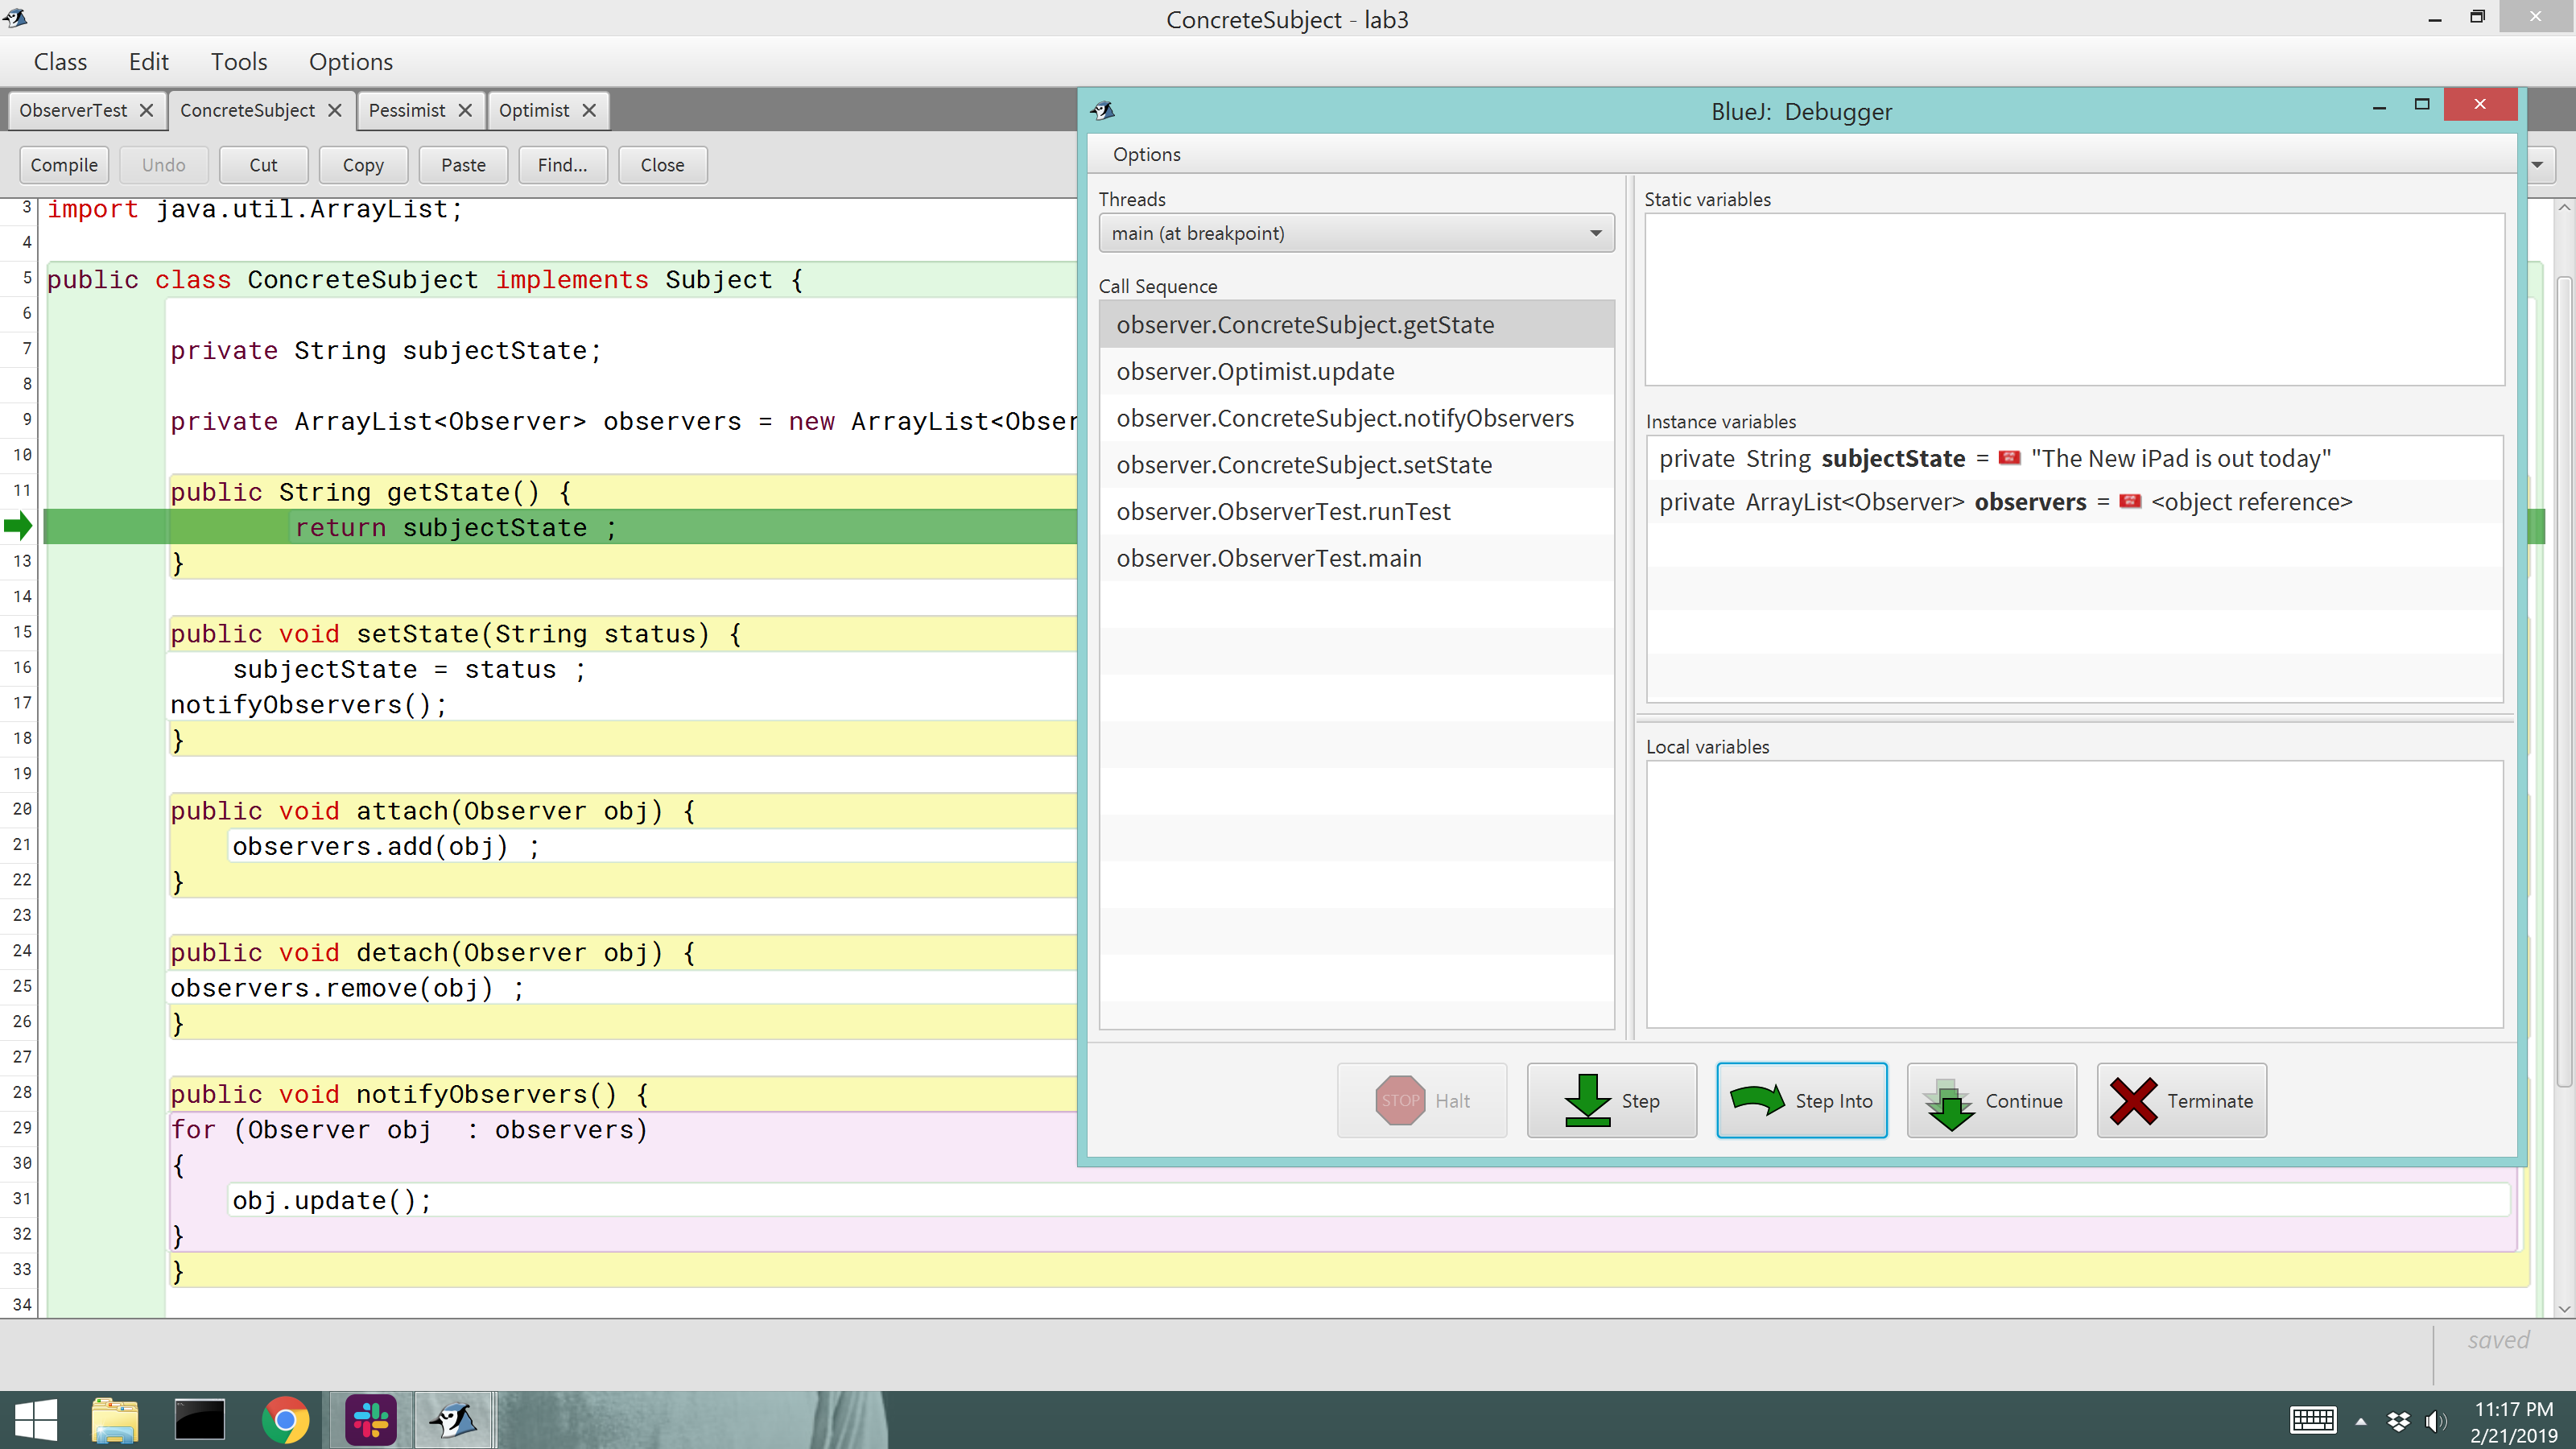 ConcreteSubject - lab3
Class Edit Tools Options
ObserverTest ConcreteSubject Pessimist Optimist
Compile Undo Cut Copy Paste Find... Close
3 import java.util.ArrayList;
4
5 public class ConcreteSubject implements Subject {
6
7 private String subjectState;
8
9 private ArrayList<Observer> observers = new ArrayList<Obser
10
11 public String getState() {
return subjectState ;
13 }
14
15 public void setState(String status) {
16 subjectState = status ;
17 notifyObservers();
18 }
19
20 public void attach(Observer obj) {
21 observers.add(obj) ;
22 }
23
24 public void detach(Observer obj) {
25 observers.remove(obj) ;
26 }
27
28 public void notifyObservers() {
29 for (Observer obj  : observers)
30 {
31 obj.update();
32 }
33 }
34
saved
BlueJ: Debugger
Options
Threads
main (at breakpoint)
Call Sequence
observer.ConcreteSubject.getState
observer.Optimist.update
observer.ConcreteSubject.notifyObservers
observer.ConcreteSubject.setState
observer.ObserverTest.runTest
observer.ObserverTest.main
Static variables
Instance variables
private String subjectState = "The New iPad is out today"
private ArrayList<Observer> observers = <object reference>
Local variables
STOP Halt Step Step Into Continue Terminate
11:17 PM
2/21/2019